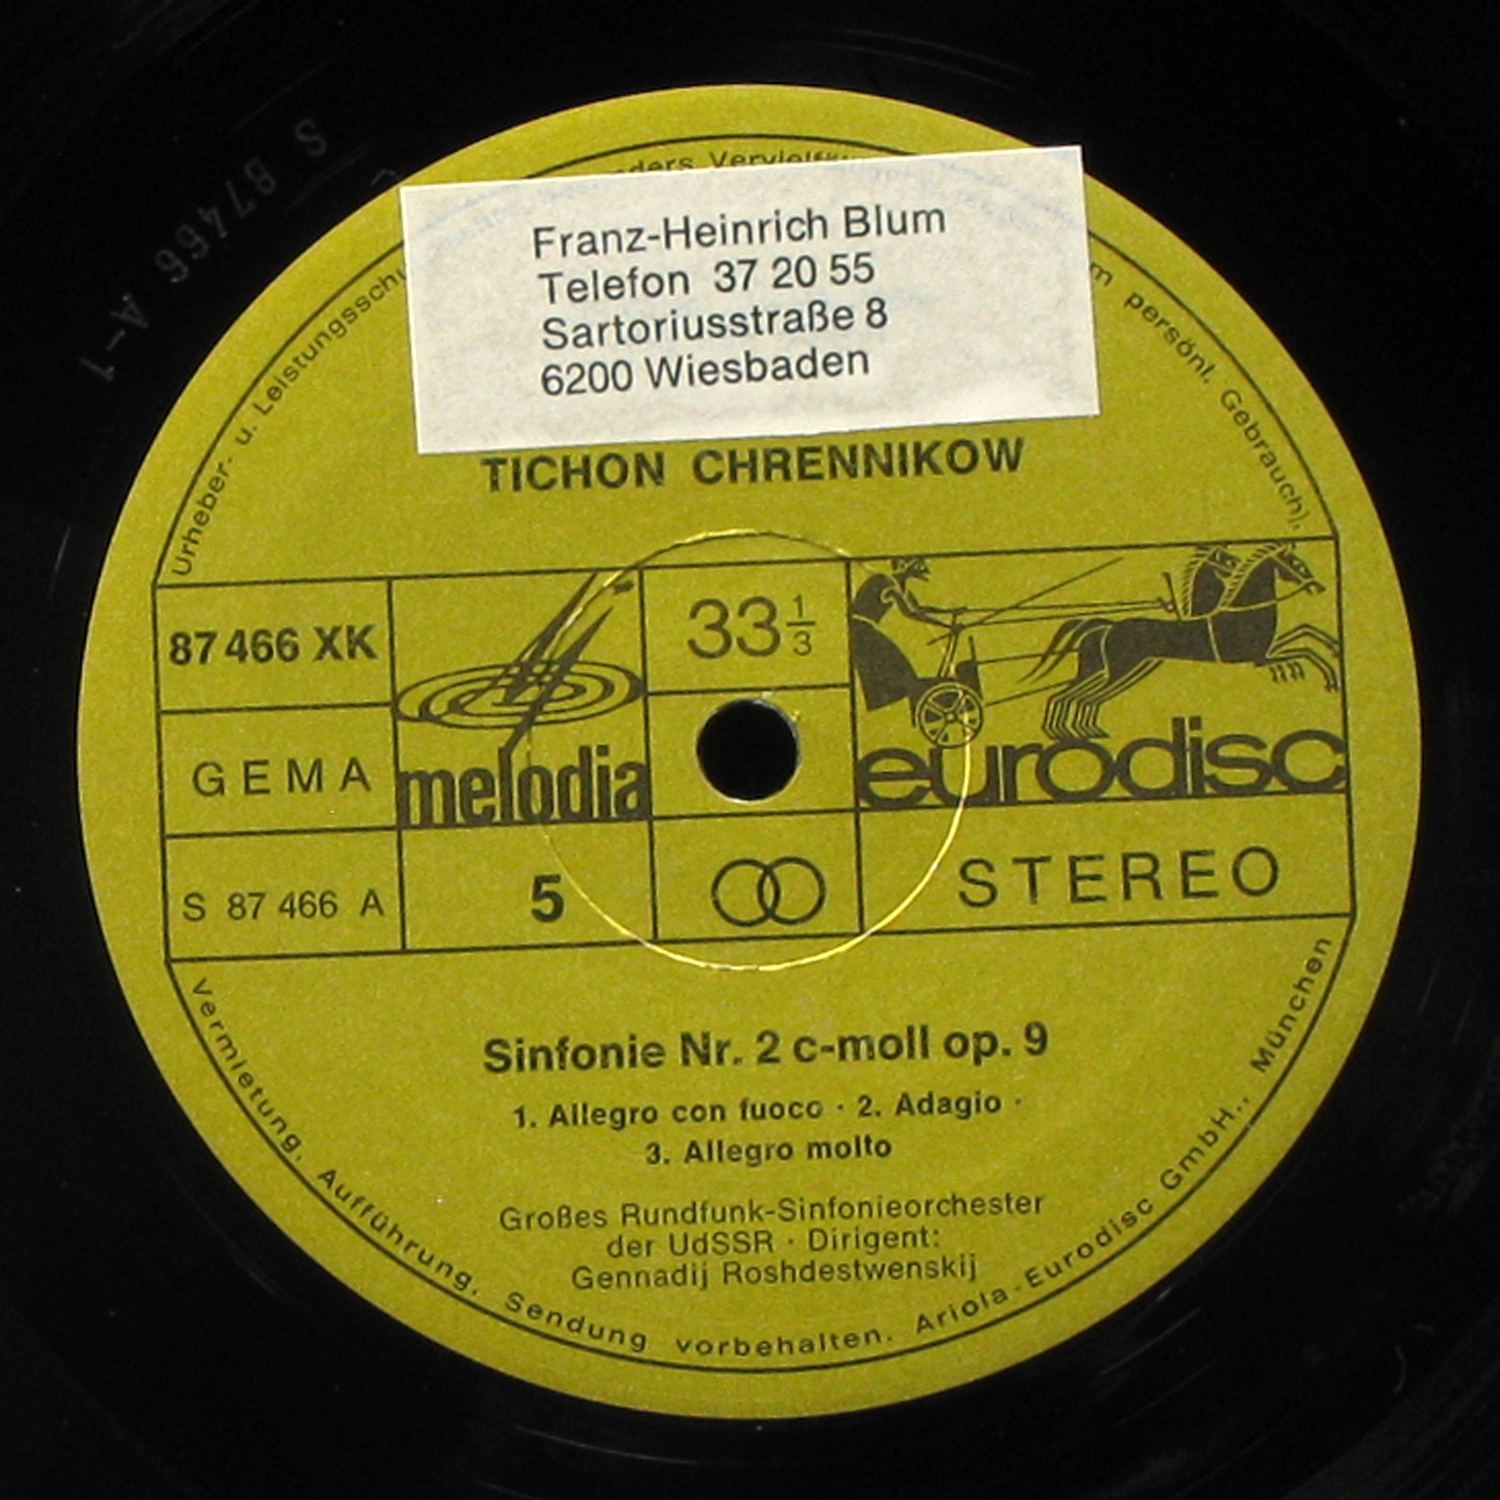 Vervielf
Urheber- u. Leistungsschu
m persönl. Gebrauch),
Franz-Heinrich Blum
Telefon 37 20 55
Sartoriusstraße 8
6200 Wiesbaden
TICHON CHRENNIKOW
87 466 XK
GEMA
S 87 466 A
melodia
5
33 1/3
eurodisc
STEREO
Sinfonie Nr. 2 c-moll op. 9
1. Allegro con fuoco · 2. Adagio ·
3. Allegro molto
Großes Rundfunk-Sinfonieorchester
der UdSSR · Dirigent:
Gennadij Roshdestwenskij
Vermietung, Aufführung, Sendung vorbehalten. Ariola-Eurodisc GmbH., München
S 87466 A-1